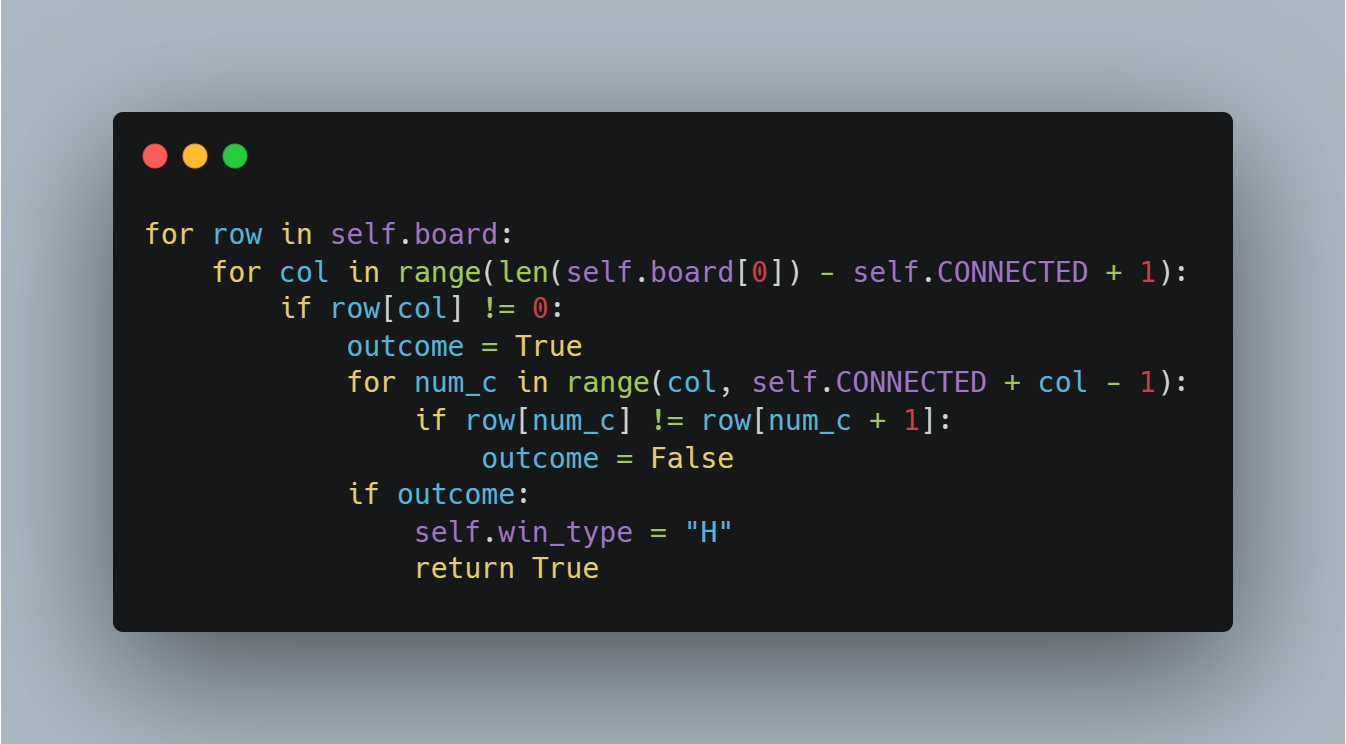 for row in self.board:
    for col in range(len(self.board[0]) - self.CONNECTED + 1):
        if row[col] != 0:
            outcome = True
            for num_c in range(col, self.CONNECTED + col - 1):
                if row[num_c] != row[num_c + 1]:
                    outcome = False
            if outcome:
                self.win_type = "H"
                return True